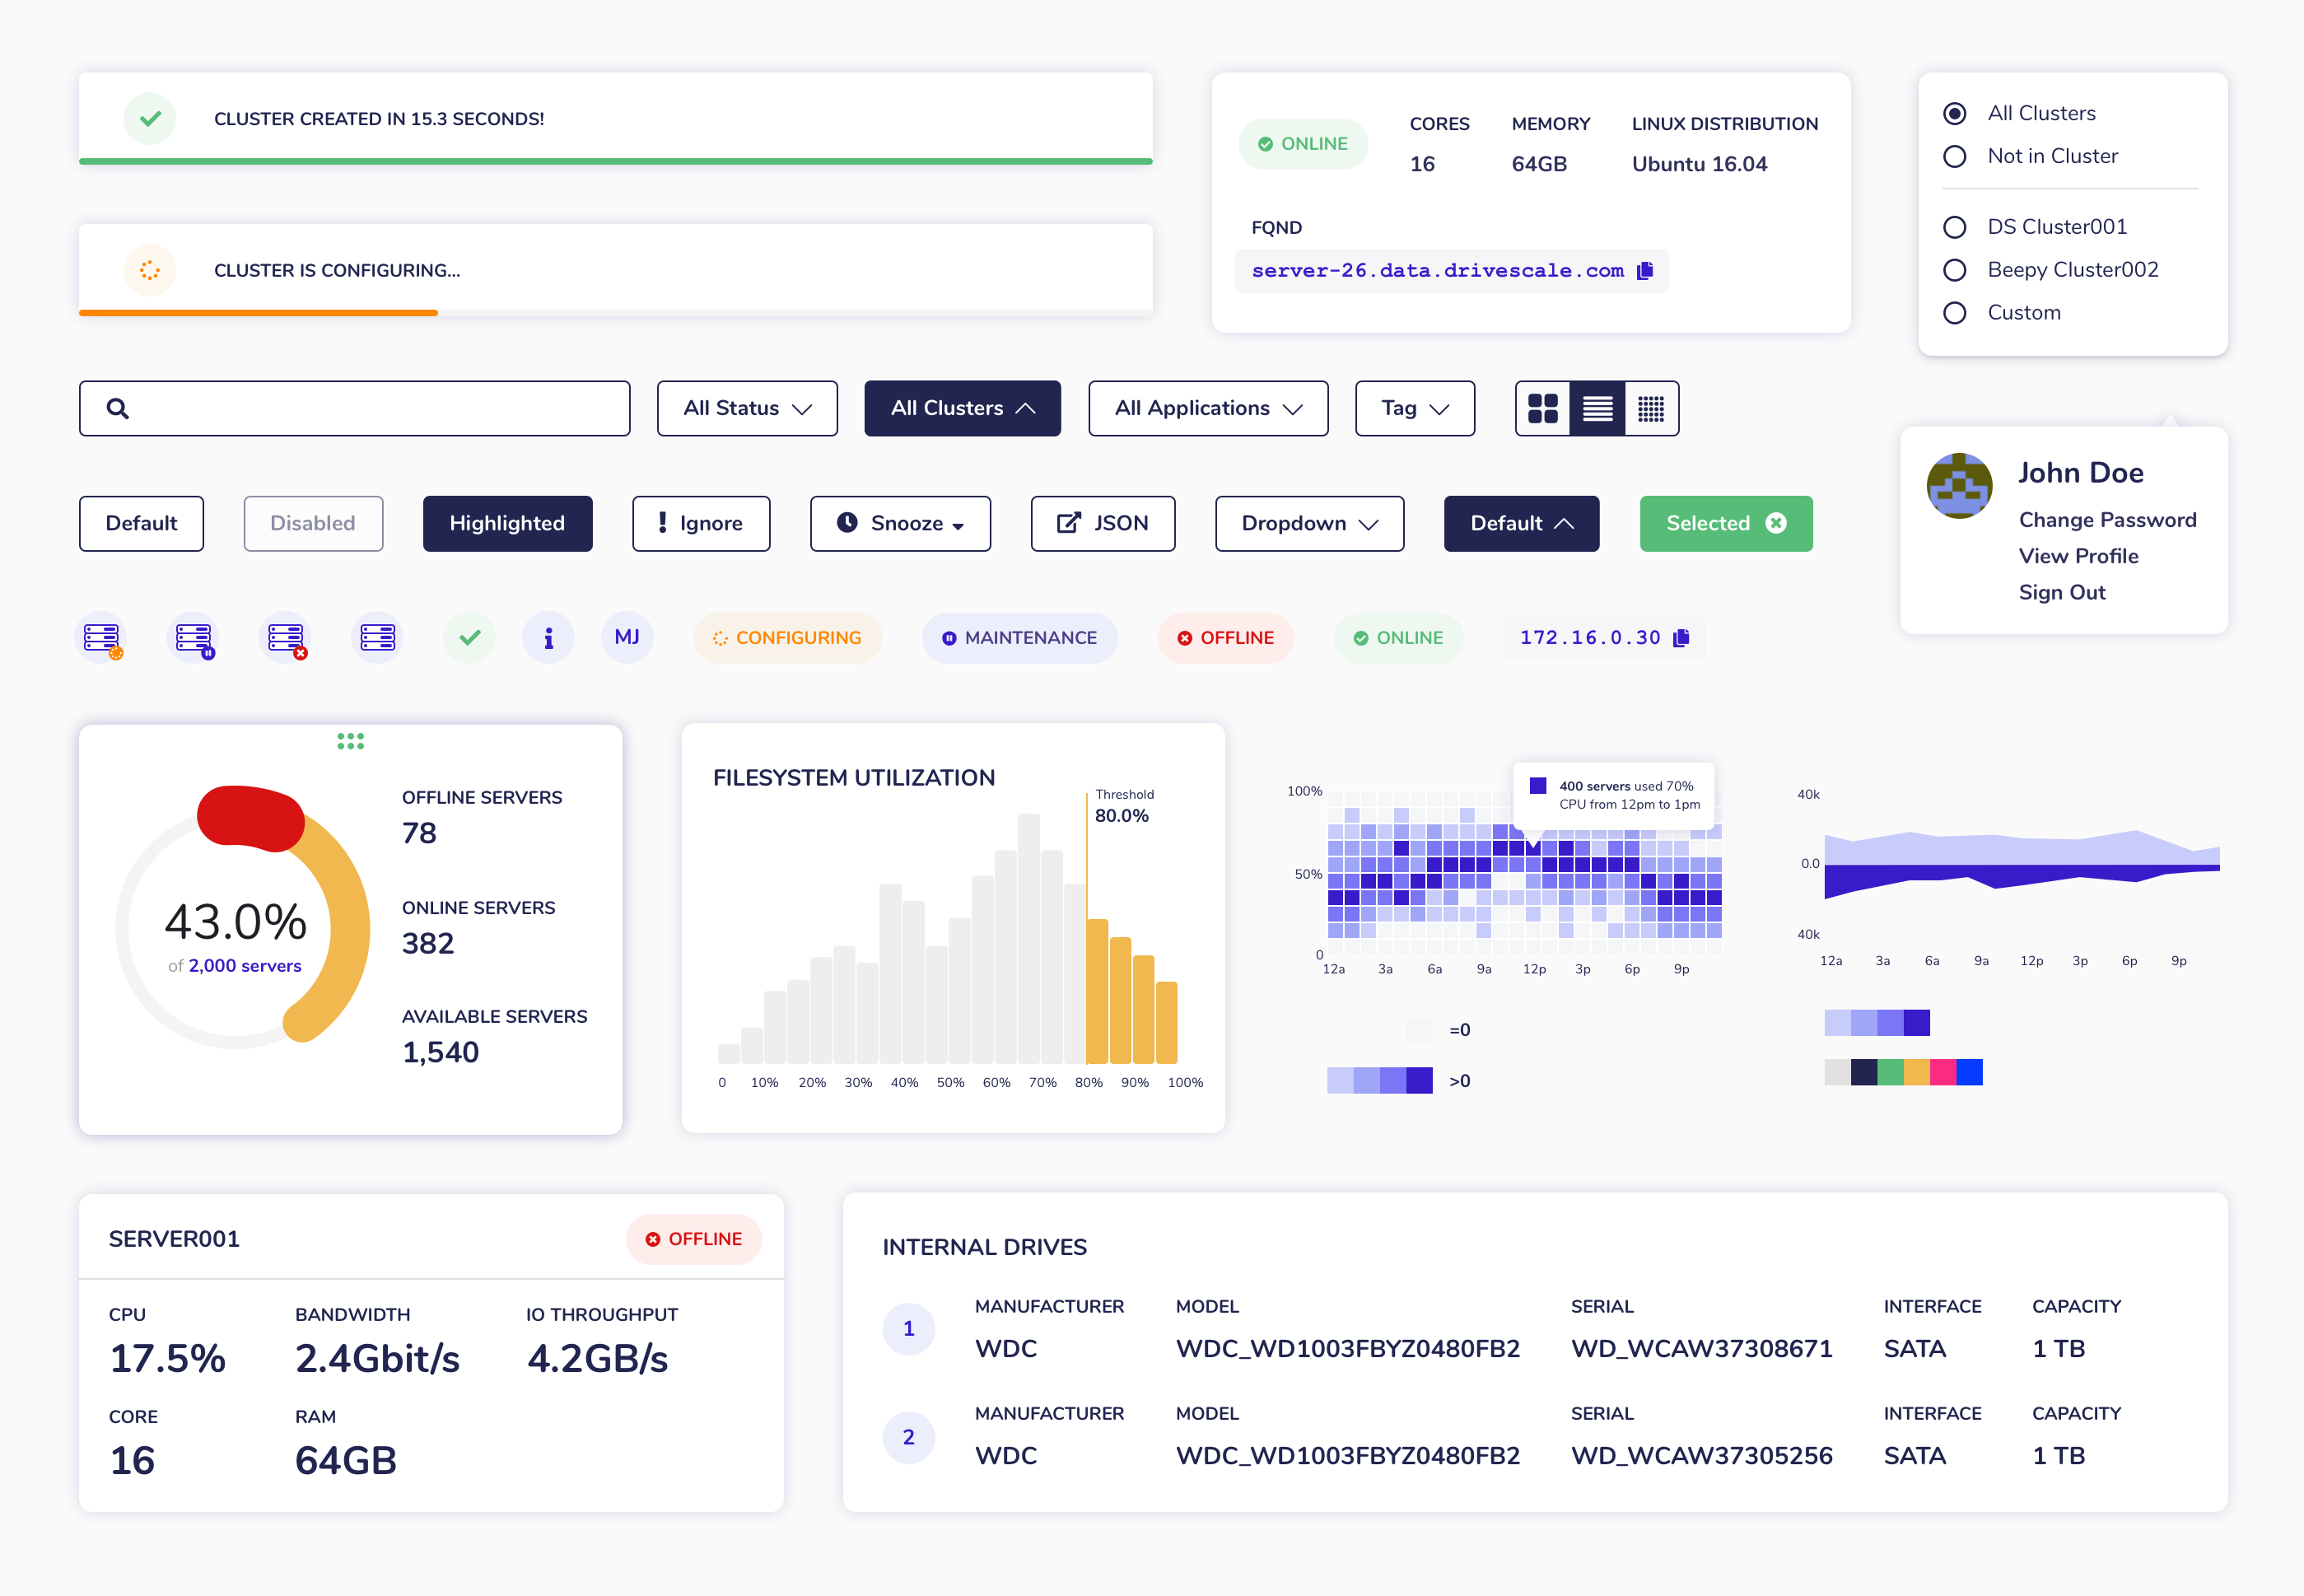 CLUSTER CREATED IN 15.3 SECONDS!
CLUSTER IS CONFIGURING...
ONLINE
CORES
16
MEMORY
64GB
LINUX DISTRIBUTION
Ubuntu 16.04
FQND
server-26.data.drivescale.com
All Clusters
Not in Cluster
DS Cluster001
Beepy Cluster002
Custom
All Status
All Clusters
All Applications
Tag
Default
Disabled
Highlighted
Ignore
Snooze
JSON
Dropdown
Default
Selected
John Doe
Change Password
View Profile
Sign Out
MJ
CONFIGURING
MAINTENANCE
OFFLINE
ONLINE
172.16.0.30
43.0%
of 2,000 servers
OFFLINE SERVERS
78
ONLINE SERVERS
382
AVAILABLE SERVERS
1,540
FILESYSTEM UTILIZATION
Threshold
80.0%
0 10% 20% 30% 40% 50% 60% 70% 80% 90% 100%
400 servers used 70%
CPU from 12pm to 1pm
100%
50%
0
12a 3a 6a 9a 12p 3p 6p 9p
=0
>0
40k
0.0
40k
12a 3a 6a 9a 12p 3p 6p 9p
SERVER001
OFFLINE
CPU BANDWIDTH IO THROUGHPUT
17.5% 2.4Gbit/s 4.2GB/s
CORE RAM
16 64GB
INTERNAL DRIVES
1
MANUFACTURER MODEL SERIAL INTERFACE CAPACITY
WDC WDC_WD1003FBYZ0480FB2 WD_WCAW37308671 SATA 1 TB
2
MANUFACTURER MODEL SERIAL INTERFACE CAPACITY
WDC WDC_WD1003FBYZ0480FB2 WD_WCAW37305256 SATA 1 TB